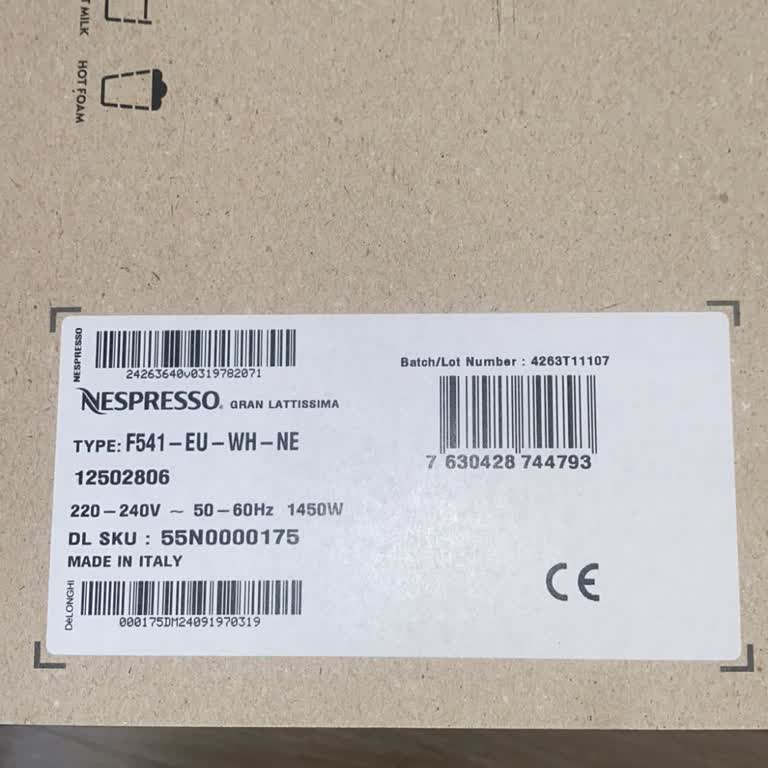 T MILK
HOT FOAM
NESPRESSO
24263640v0319782071
NESPRESSO. GRAN LATTISSIMA
TYPE: F541-EU-WH-NE
12502806
220-240V ~ 50-60Hz 1450W
DL SKU : 55N0000175
MADE IN ITALY
DeLONGHI
000175DM24091970319
Batch/Lot Number : 4263T11107
7 630428 744793
CE